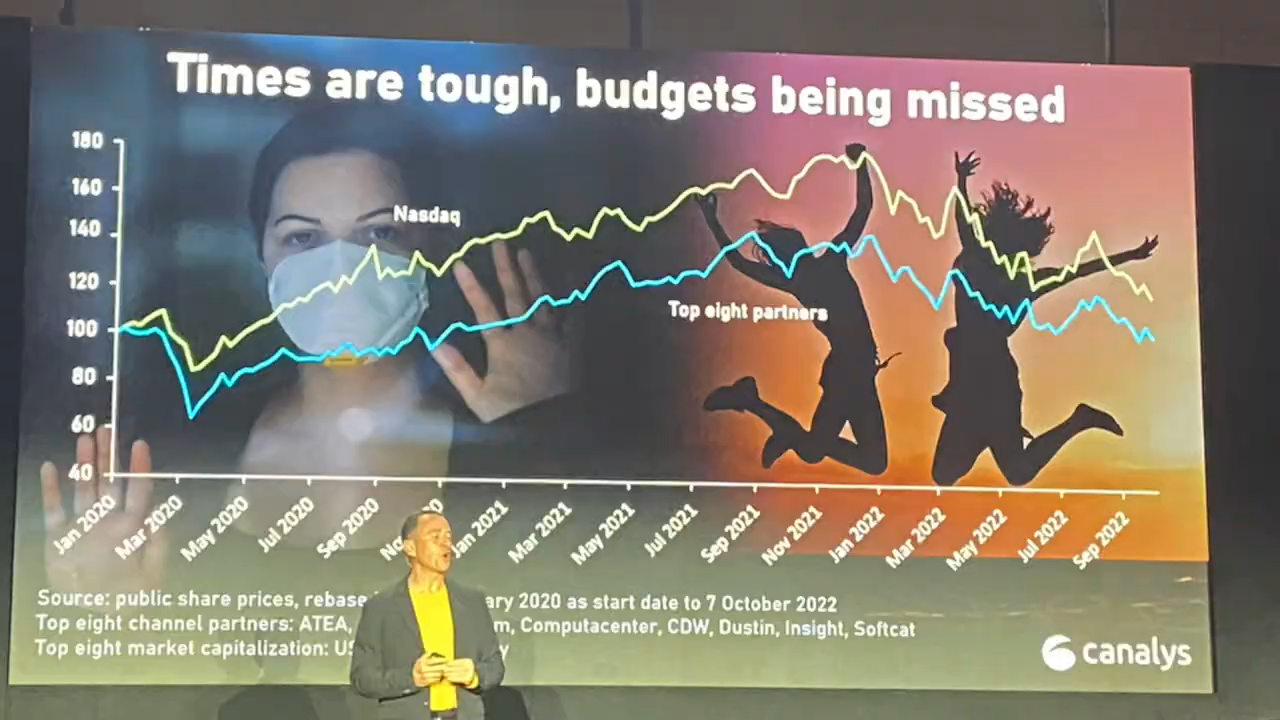 Times are tough, budgets being missed
180
160
140
120
100
80
60
40
Nasdaq
Top eight partners
Jan 2020
Mar 2020
May 2020
Jul 2020
Sep 2020
Jan 2021
Mar 2021
May 2021
Jul 2021
Sep 2021
Nov 2021
Jan 2022
Mar 2022
May 2022
Jul 2022
Sep 2022
Source: public share prices, 2020 as start date to 7 October 2022
Top eight channel partners: ATEA, Computacenter, CDW, Dustin, Insight, Softcat
Top eight market capitalization:
canalys